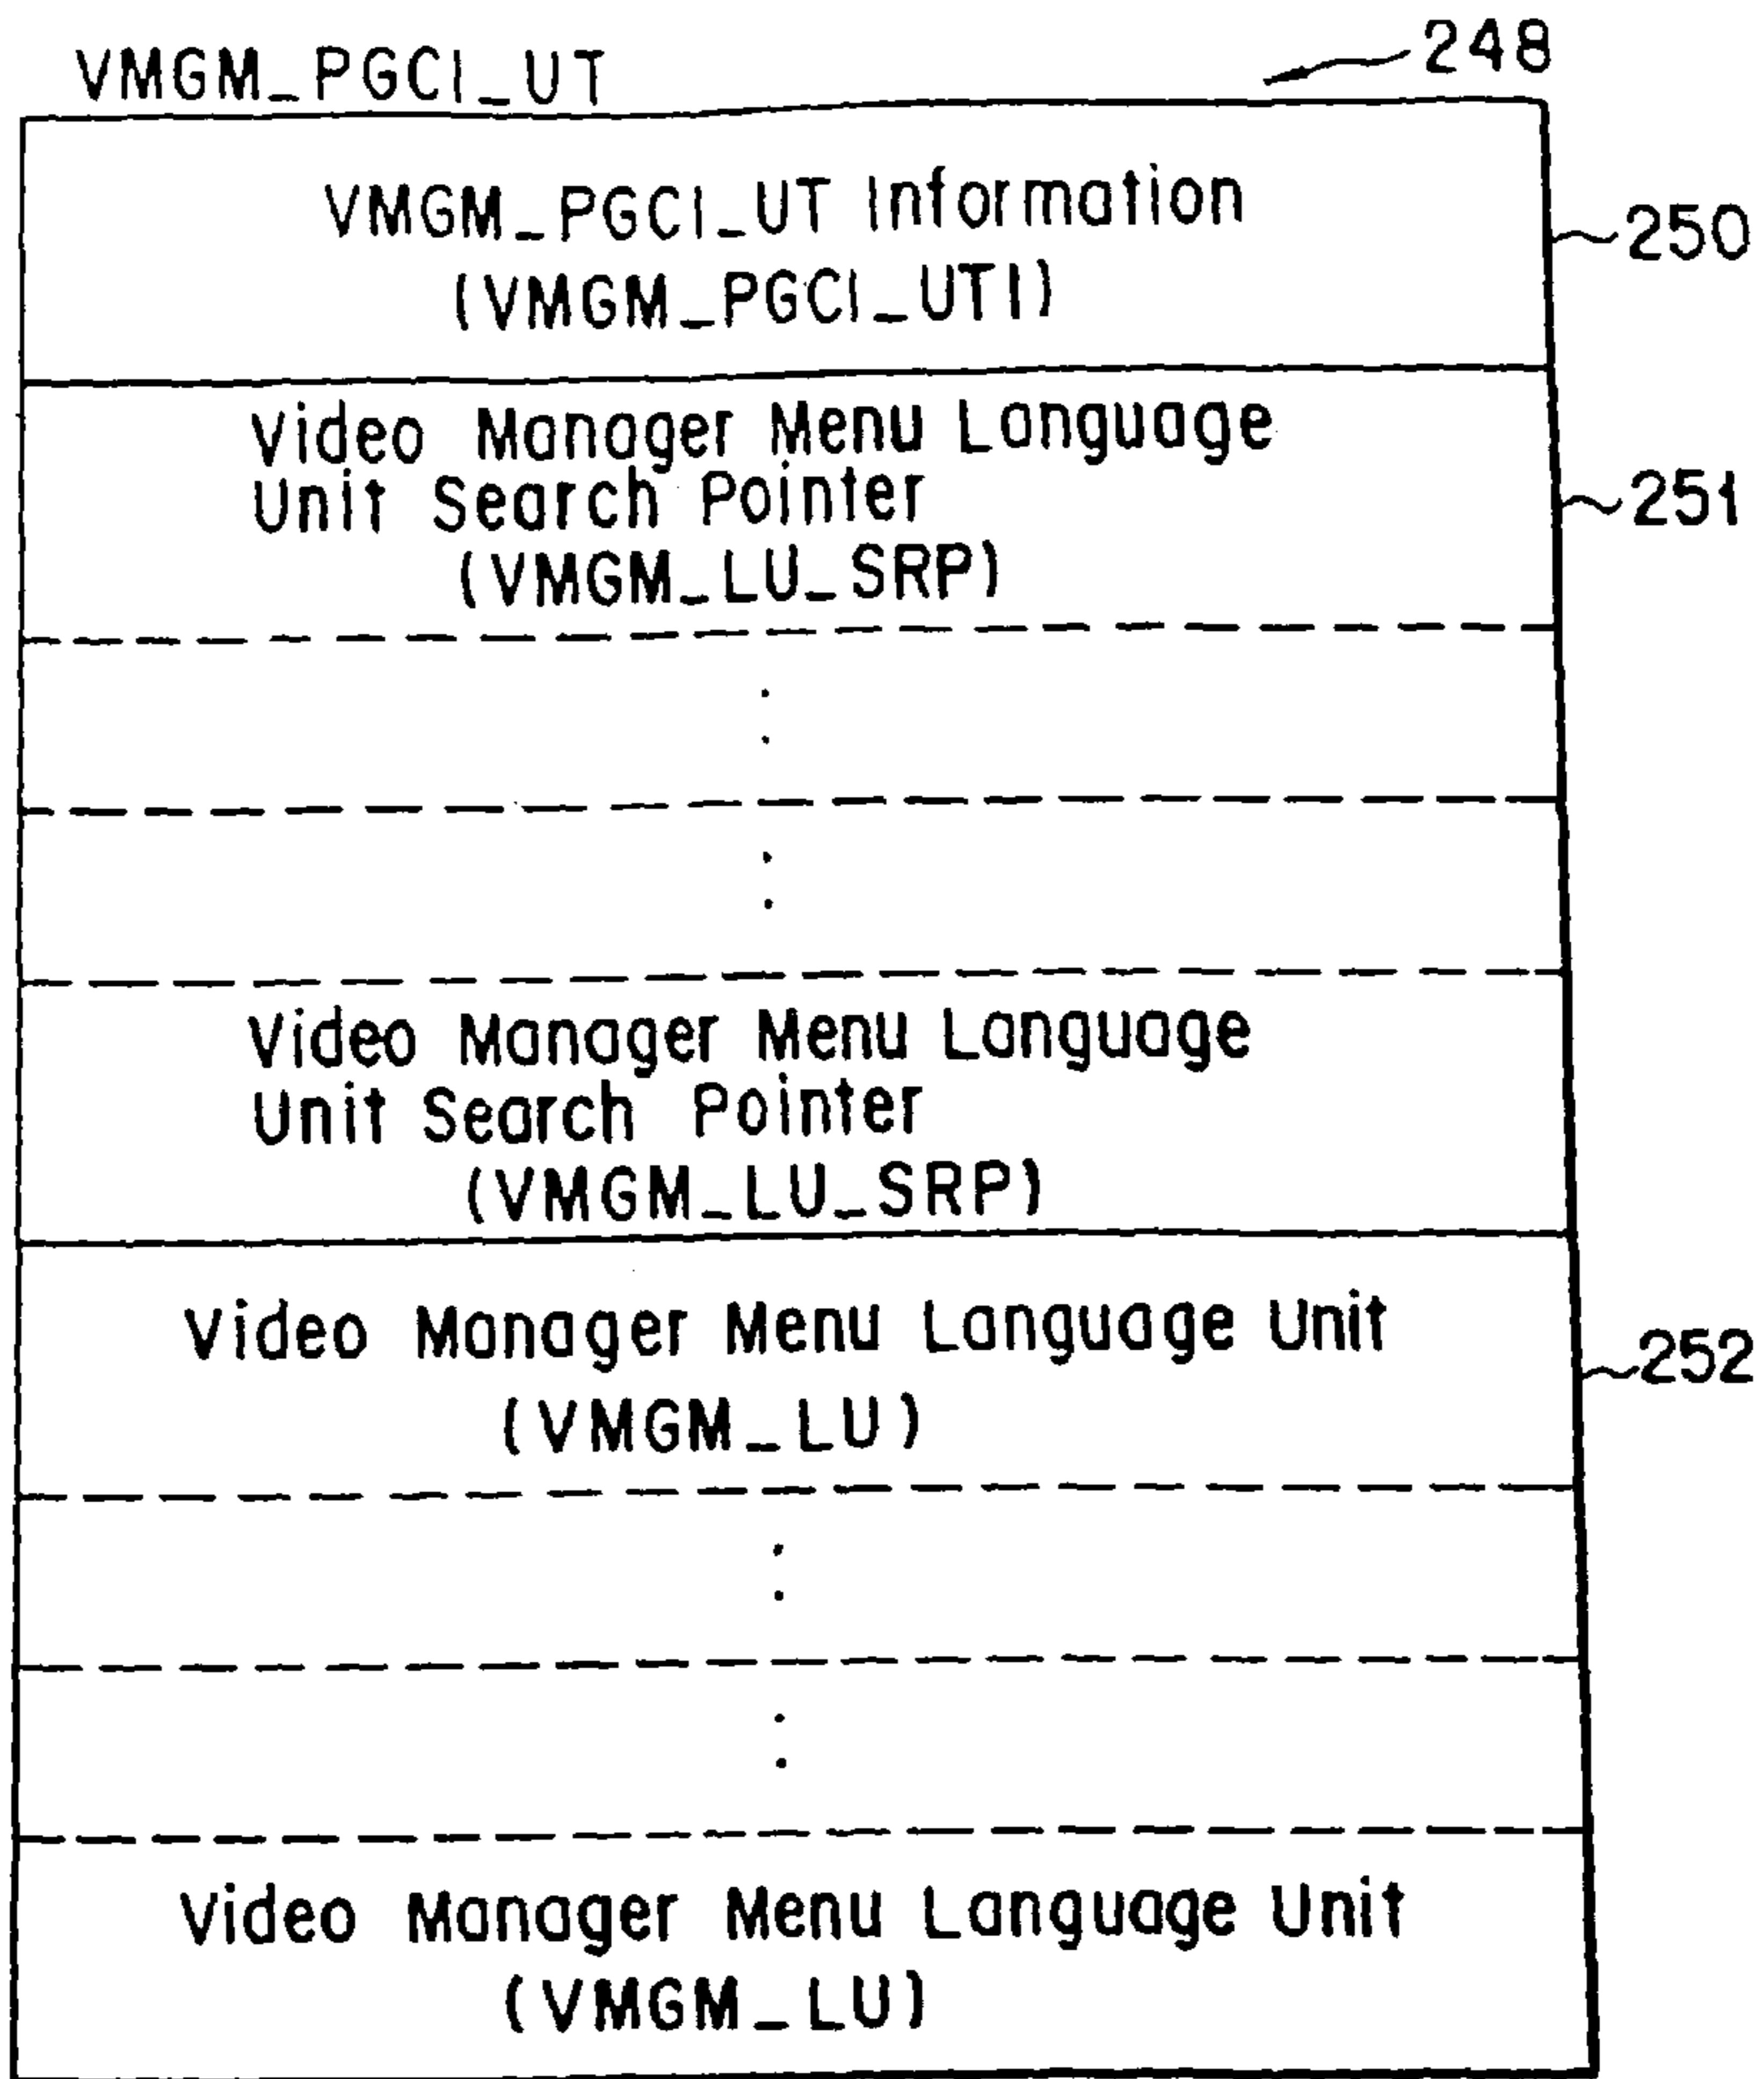 VMGM_PGCI_UT
248
VMGM_PGCI_UT Information
(VMGM_PGCI_UTI)
250
Video Manager Menu Language
Unit Search Pointer
(VMGM_LU_SRP)
251
Video Manager Menu Language
Unit Search Pointer
(VMGM_LU_SRP)
Video Manager Menu Language Unit
(VMGM_LU)
252
Video Manager Menu Language Unit
(VMGM_LU)